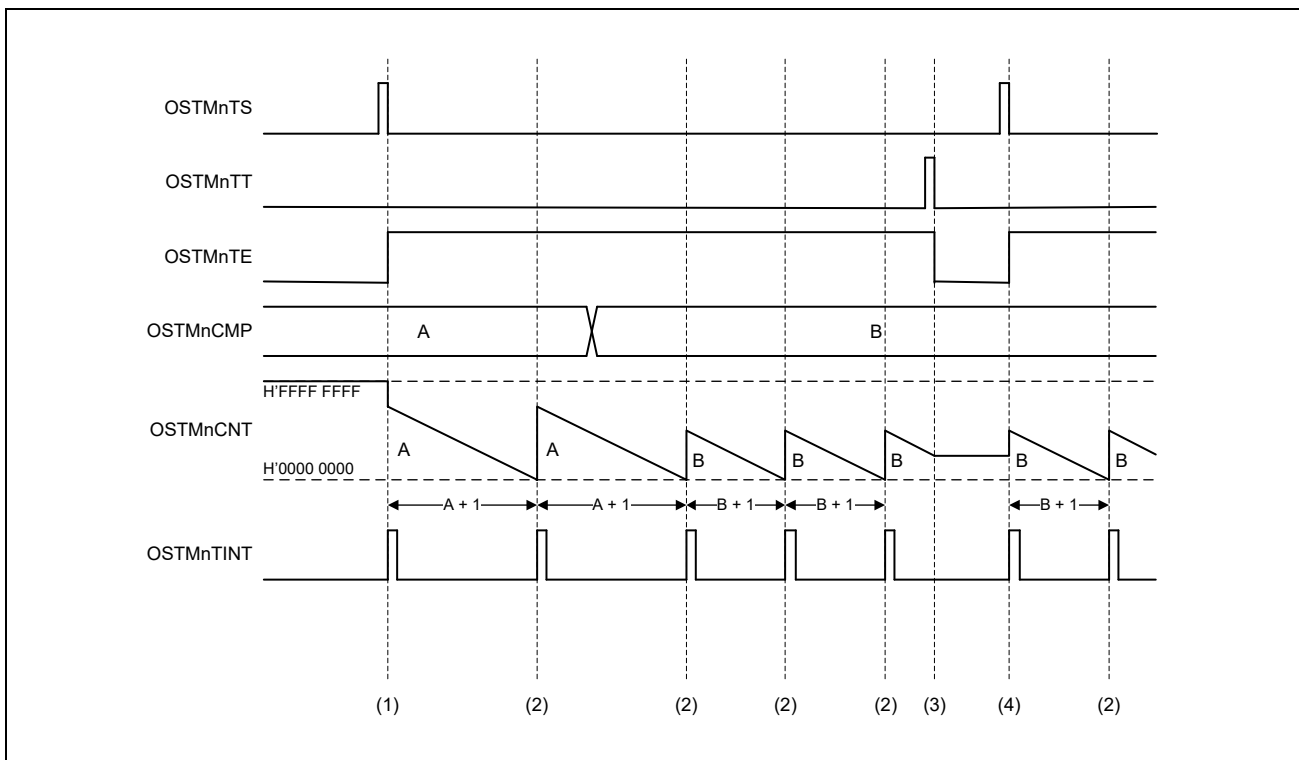 OSTMnTS
OSTMnTT
OSTMnTE
OSTMnCMP
A
B
H'FFFF FFFF
OSTMnCNT
A A B B B B B
H'0000 0000
A + 1 A + 1 B + 1 B + 1 B + 1
OSTMnTINT
(1) (2) (2) (2) (2) (3) (4) (2)